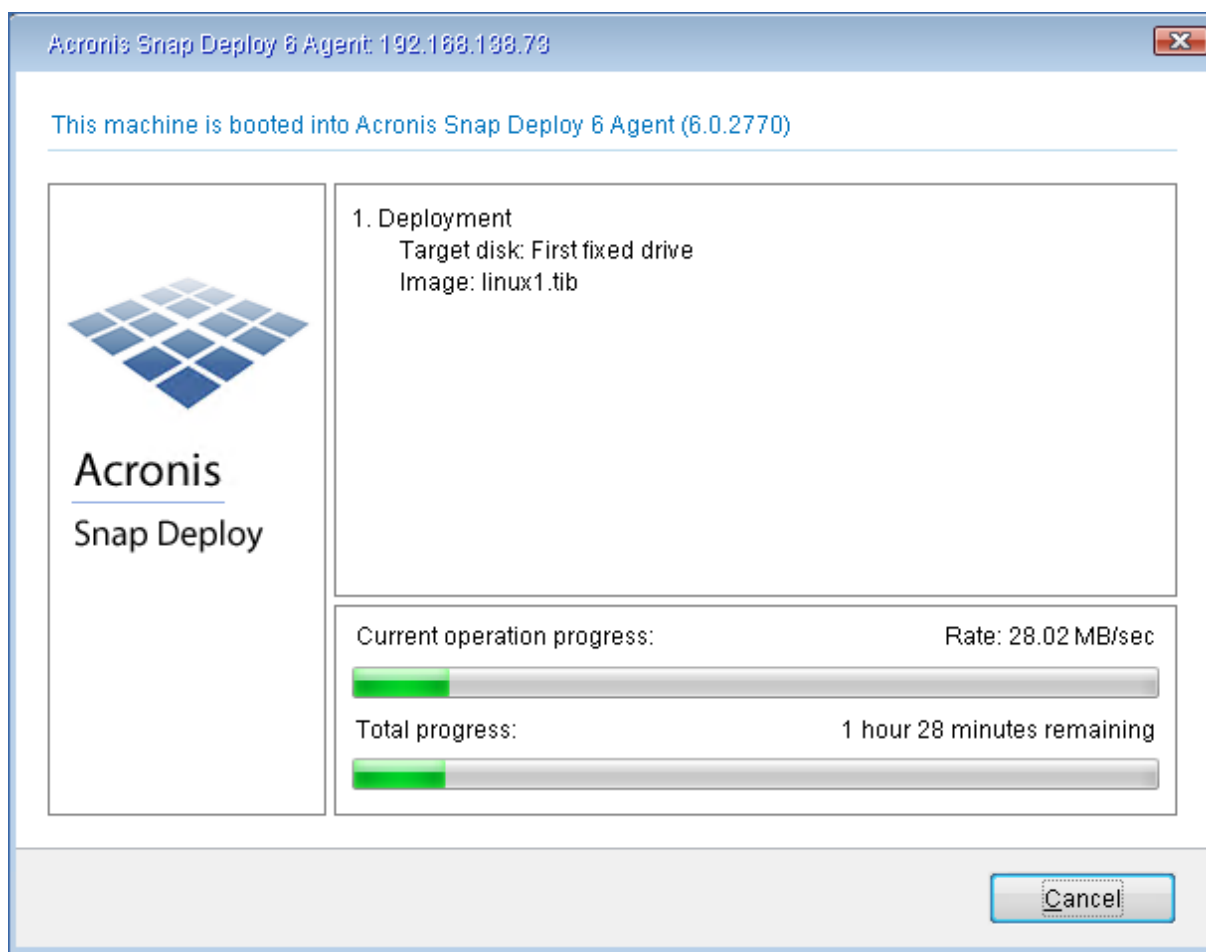 Acronis Snap Deploy 6 Agent: 192.168.138.73
This machine is booted into Acronis Snap Deploy 6 Agent (6.0.2770)
Acronis
Snap Deploy
1. Deployment
Target disk: First fixed drive
Image: linux1.tib
Current operation progress: Rate: 28.02 MB/sec
Total progress: 1 hour 28 minutes remaining
Cancel